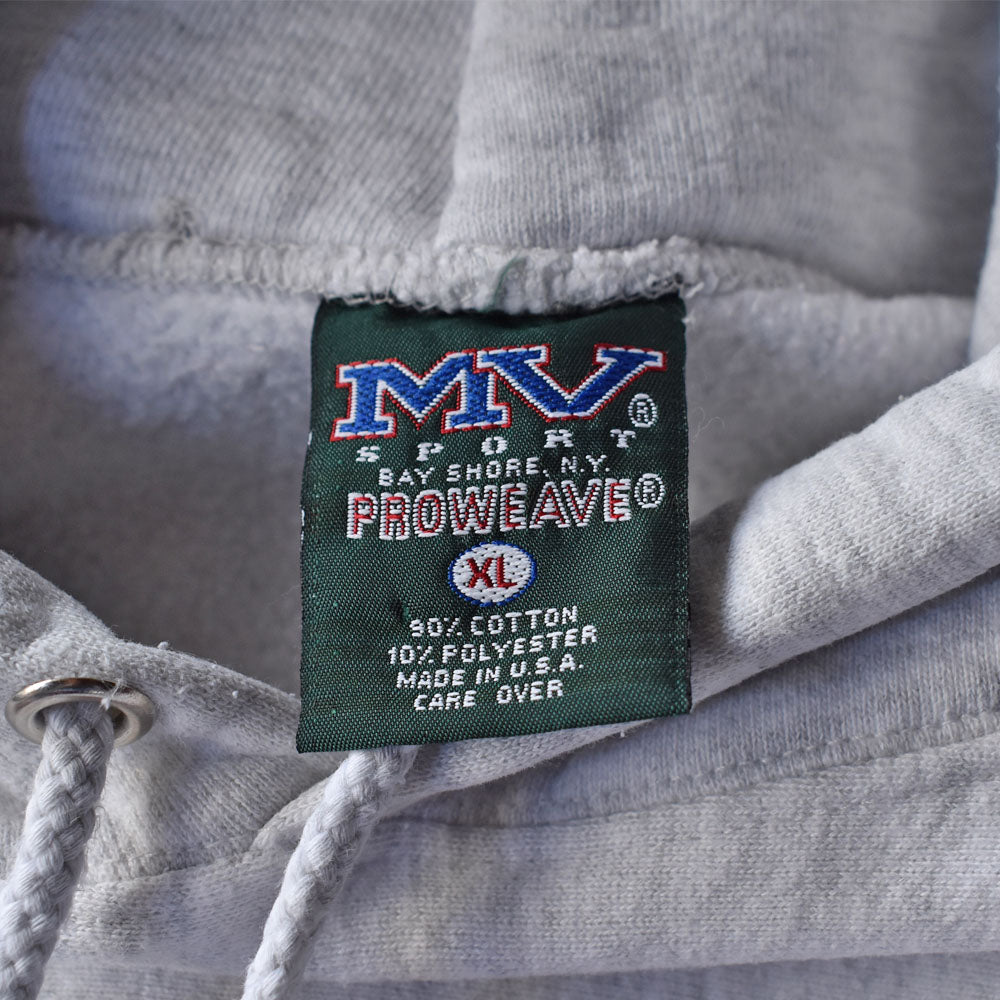 MV®
SPORT
BAY SHORE, N.Y.
PROWEAVE®
XL
90% COTTON
10% POLYESTER
MADE IN U.S.A.
CARE OVER